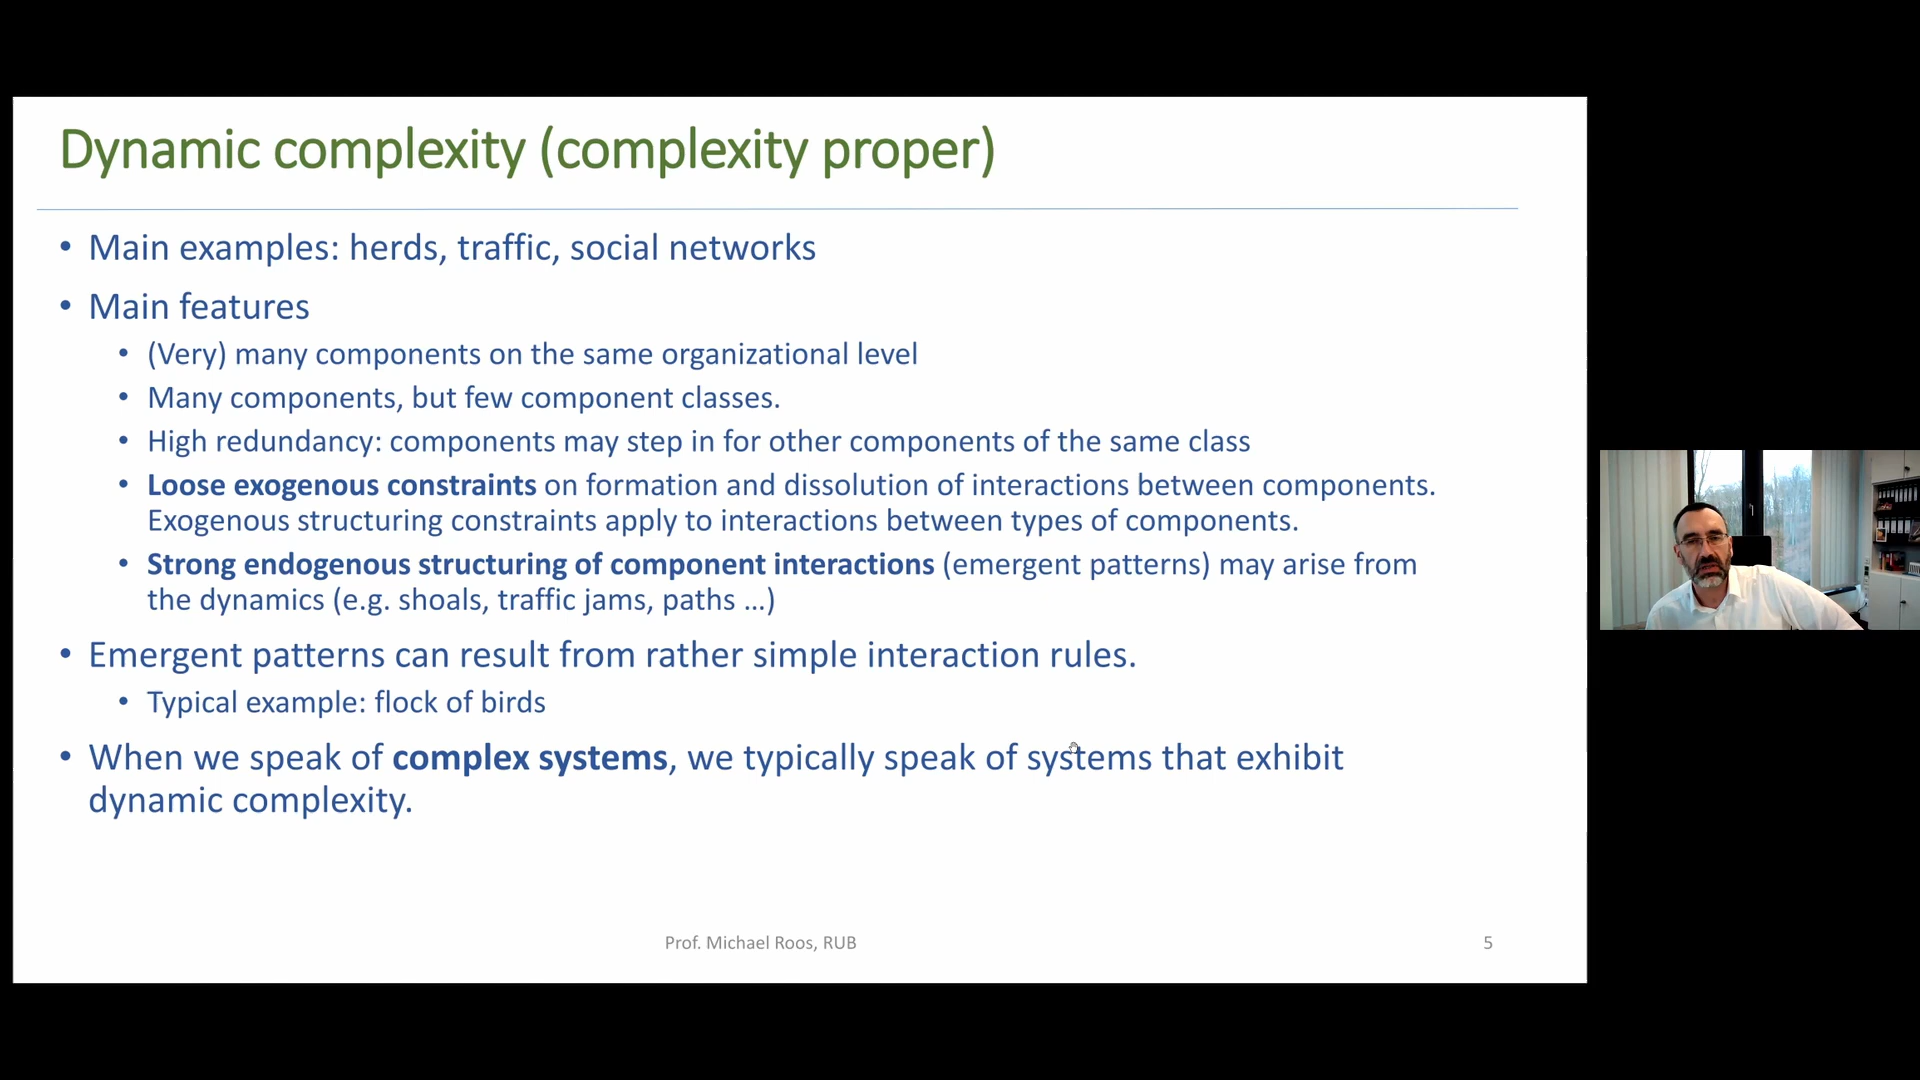 Dynamic complexity (complexity proper)
• Main examples: herds, traffic, social networks
• Main features
• (Very) many components on the same organizational level
• Many components, but few component classes.
• High redundancy: components may step in for other components of the same class
• Loose exogenous constraints on formation and dissolution of interactions between components.
Exogenous structuring constraints apply to interactions between types of components.
• Strong endogenous structuring of component interactions (emergent patterns) may arise from
the dynamics (e.g. shoals, traffic jams, paths ...)
• Emergent patterns can result from rather simple interaction rules.
• Typical example: flock of birds
• When we speak of complex systems, we typically speak of systems that exhibit
dynamic complexity.
Prof. Michael Roos, RUB
5